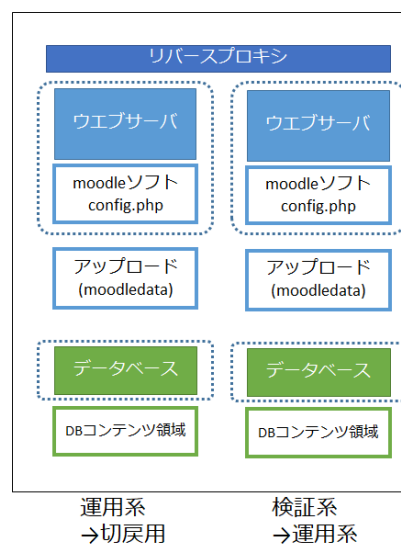 リバースプロキシ
ウエブサーバ
moodleソフト
config.php
アップロード
(moodledata)
データベース
DBコンテンツ領域
運用系
→切戻用
ウエブサーバ
moodleソフト
config.php
アップロード
(moodledata)
データベース
DBコンテンツ領域
検証系
→運用系